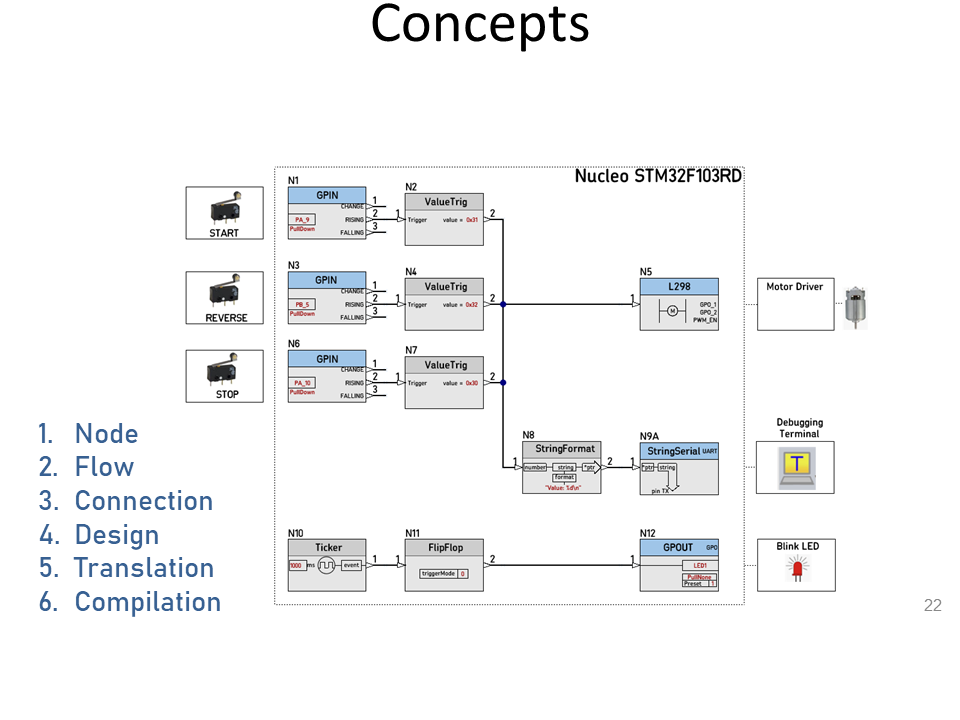 Concepts
Nucleo STM32F103RD
START
N1
GPIN
PA_9
PullDown
CHANGE 1
RISING 2
FALLING 3
N2
ValueTrig
1 Trigger value = 0x31 2
REVERSE
N3
GPIN
PB_5
PullDown
CHANGE 1
RISING 2
FALLING 3
N4
ValueTrig
1 Trigger value = 0x32 2
N5
L298
1
M
GPO_1
GPO_2
PWM_EN
Motor Driver
STOP
N6
GPIN
PA_10
PullDown
CHANGE 1
RISING 2
FALLING 3
N7
ValueTrig
1 Trigger value = 0x30 2
1. Node
2. Flow
3. Connection
4. Design
5. Translation
6. Compilation
N8
StringFormat
1 number string *ptr 2
format
"Value: %d\n"
N9A
StringSerial UART
1 *ptr string
pin TX
Debugging
Terminal
T
N10
Ticker
1000 ms event 1
N11
FlipFlop
1 2
triggerMode 0
N12
GPOUT GPO
1 LED1
PullNone
Preset 1
Blink LED
22